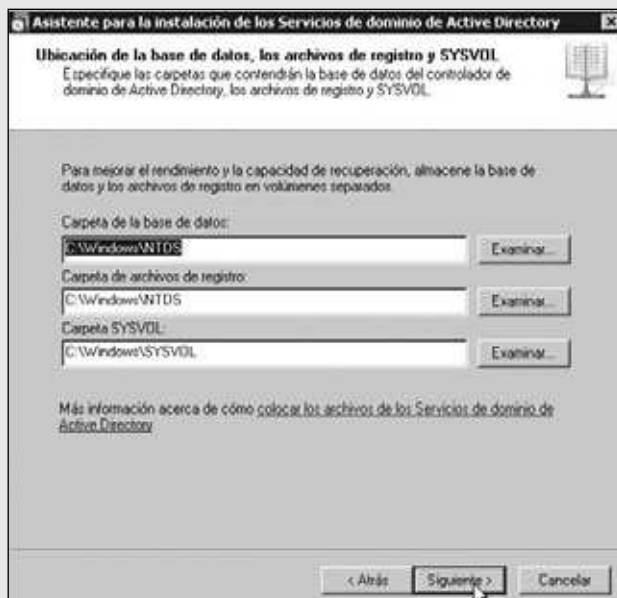 Asistente para la instalación de los Servicios de dominio de Active Directory
Ubicación de la base de datos, los archivos de registro y SYSVOL
Especifique las carpetas que contendrán la base de datos del controlador de
dominio de Active Directory, los archivos de registro y SYSVOL.
Para mejorar el rendimiento y la capacidad de recuperación, almacene la base de
datos y los archivos de registro en volúmenes separados.
Carpeta de la base de datos:
C:\Windows\NTDS
Examinar...
Carpeta de archivos de registro:
C:\Windows\NTDS
Examinar...
Carpeta SYSVOL:
C:\Windows\SYSVOL
Examinar...
Más información acerca de cómo colocar los archivos de los Servicios de dominio de
Active Directory
< Atrás Siguiente > Cancelar